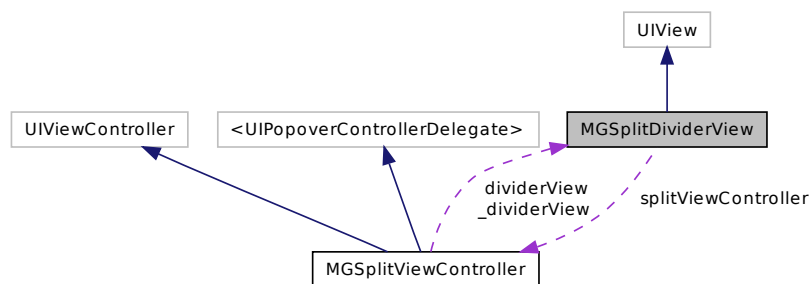 UIView
UIViewController
<UIPopoverControllerDelegate>
MGSplitDividerView
dividerView
_dividerView
splitViewController
MGSplitViewController